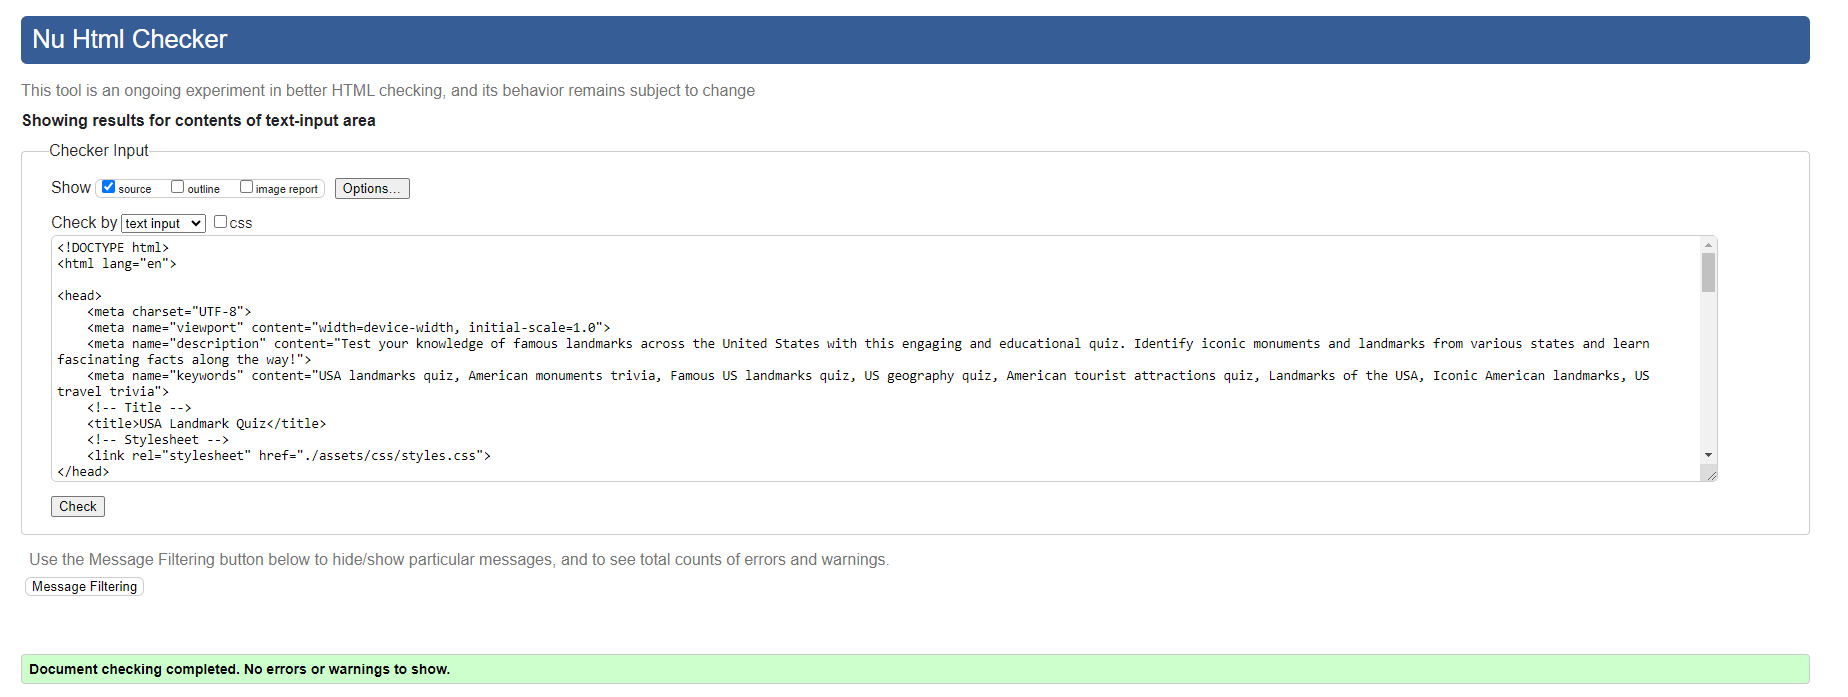 Nu Html Checker
This tool is an ongoing experiment in better HTML checking, and its behavior remains subject to change
Showing results for contents of text-input area
Checker Input
Show source outline image report Options...
Check by text input css
<!DOCTYPE html>
<html lang="en">
<head>
    <meta charset="UTF-8">
    <meta name="viewport" content="width=device-width, initial-scale=1.0">
    <meta name="description" content="Test your knowledge of famous landmarks across the United States with this engaging and educational quiz. Identify iconic monuments and landmarks from various states and learn
fascinating facts along the way!">
    <meta name="keywords" content="USA landmarks quiz, American monuments trivia, Famous US landmarks quiz, US geography quiz, American tourist attractions quiz, Landmarks of the USA, Iconic American landmarks, US
travel trivia">
    <!-- Title -->
    <title>USA Landmark Quiz</title>
    <!-- Stylesheet -->
    <link rel="stylesheet" href="./assets/css/styles.css">
</head>
Check
Use the Message Filtering button below to hide/show particular messages, and to see total counts of errors and warnings.
Message Filtering
Document checking completed. No errors or warnings to show.